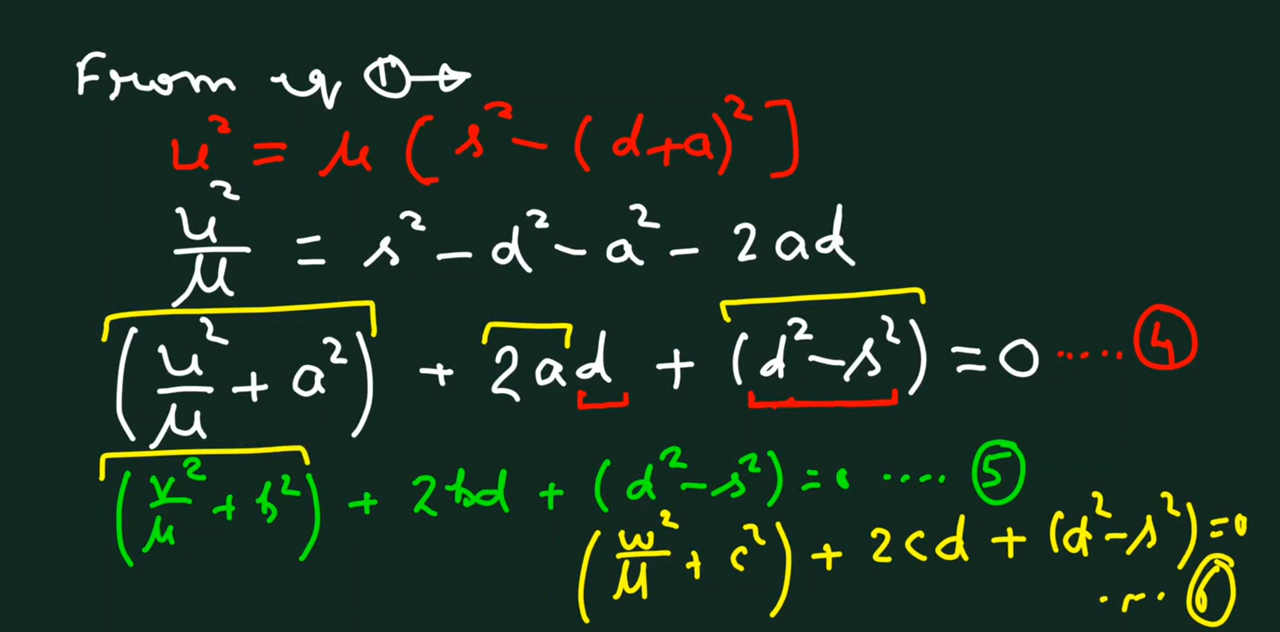 From eq ① →
u² = μ ( s² - (d+a)² ]
u²/μ = s² - d² - a² - 2ad
(u²/μ + a²) + 2ad + (d² - s²) = 0 ...... ④
(v²/μ + b²) + 2bd + (d² - s²) = 0 ..... ⑤
(w²/μ + c²) + 2cd + (d² - s²) = 0
..... ⑥